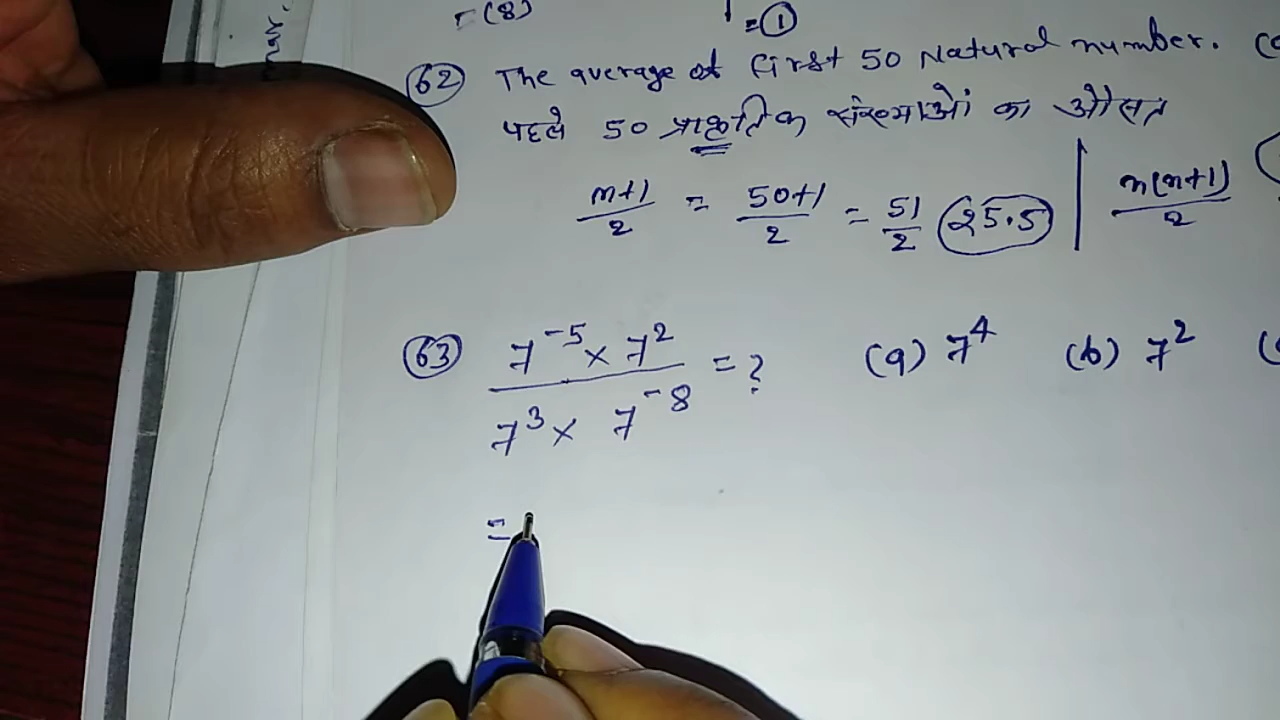 (8) = ①
(62) The average of first 50 Natural number.
पहले 50 प्राकृतिक संख्याओं का औसत
n+1/2 = 50+1/2 = 51/2 (25.5) | n(n+1)/2
(63) 7^-5 × 7^2 / 7^3 × 7^-8 = ? (a) 7^4 (b) 7^2
=